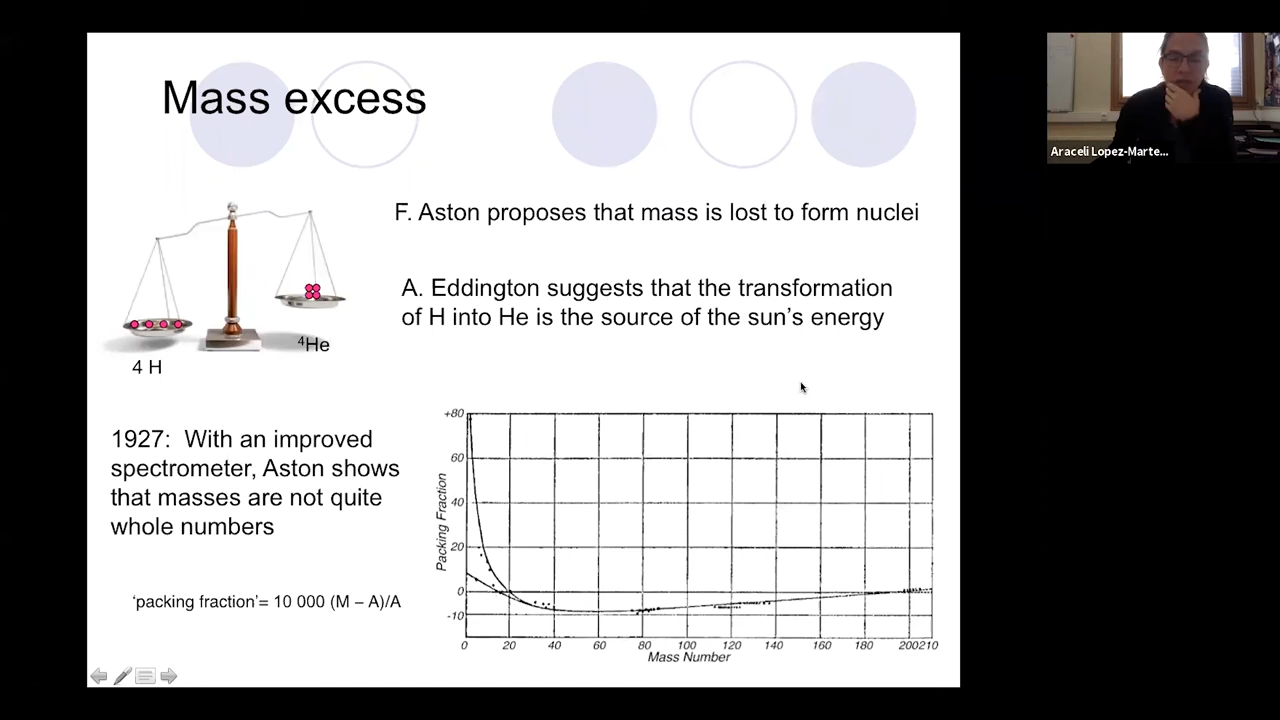 Mass excess
F. Aston proposes that mass is lost to form nuclei
A. Eddington suggests that the transformation
of H into He is the source of the sun's energy
4He
4 H
1927: With an improved
spectrometer, Aston shows
that masses are not quite
whole numbers
'packing fraction'= 10 000 (M – A)/A
Packing Fraction
+80
60
40
20
0
-10
0 20 40 60 80 100 120 140 160 180 200 210
Mass Number
Araceli Lopez-Marte...